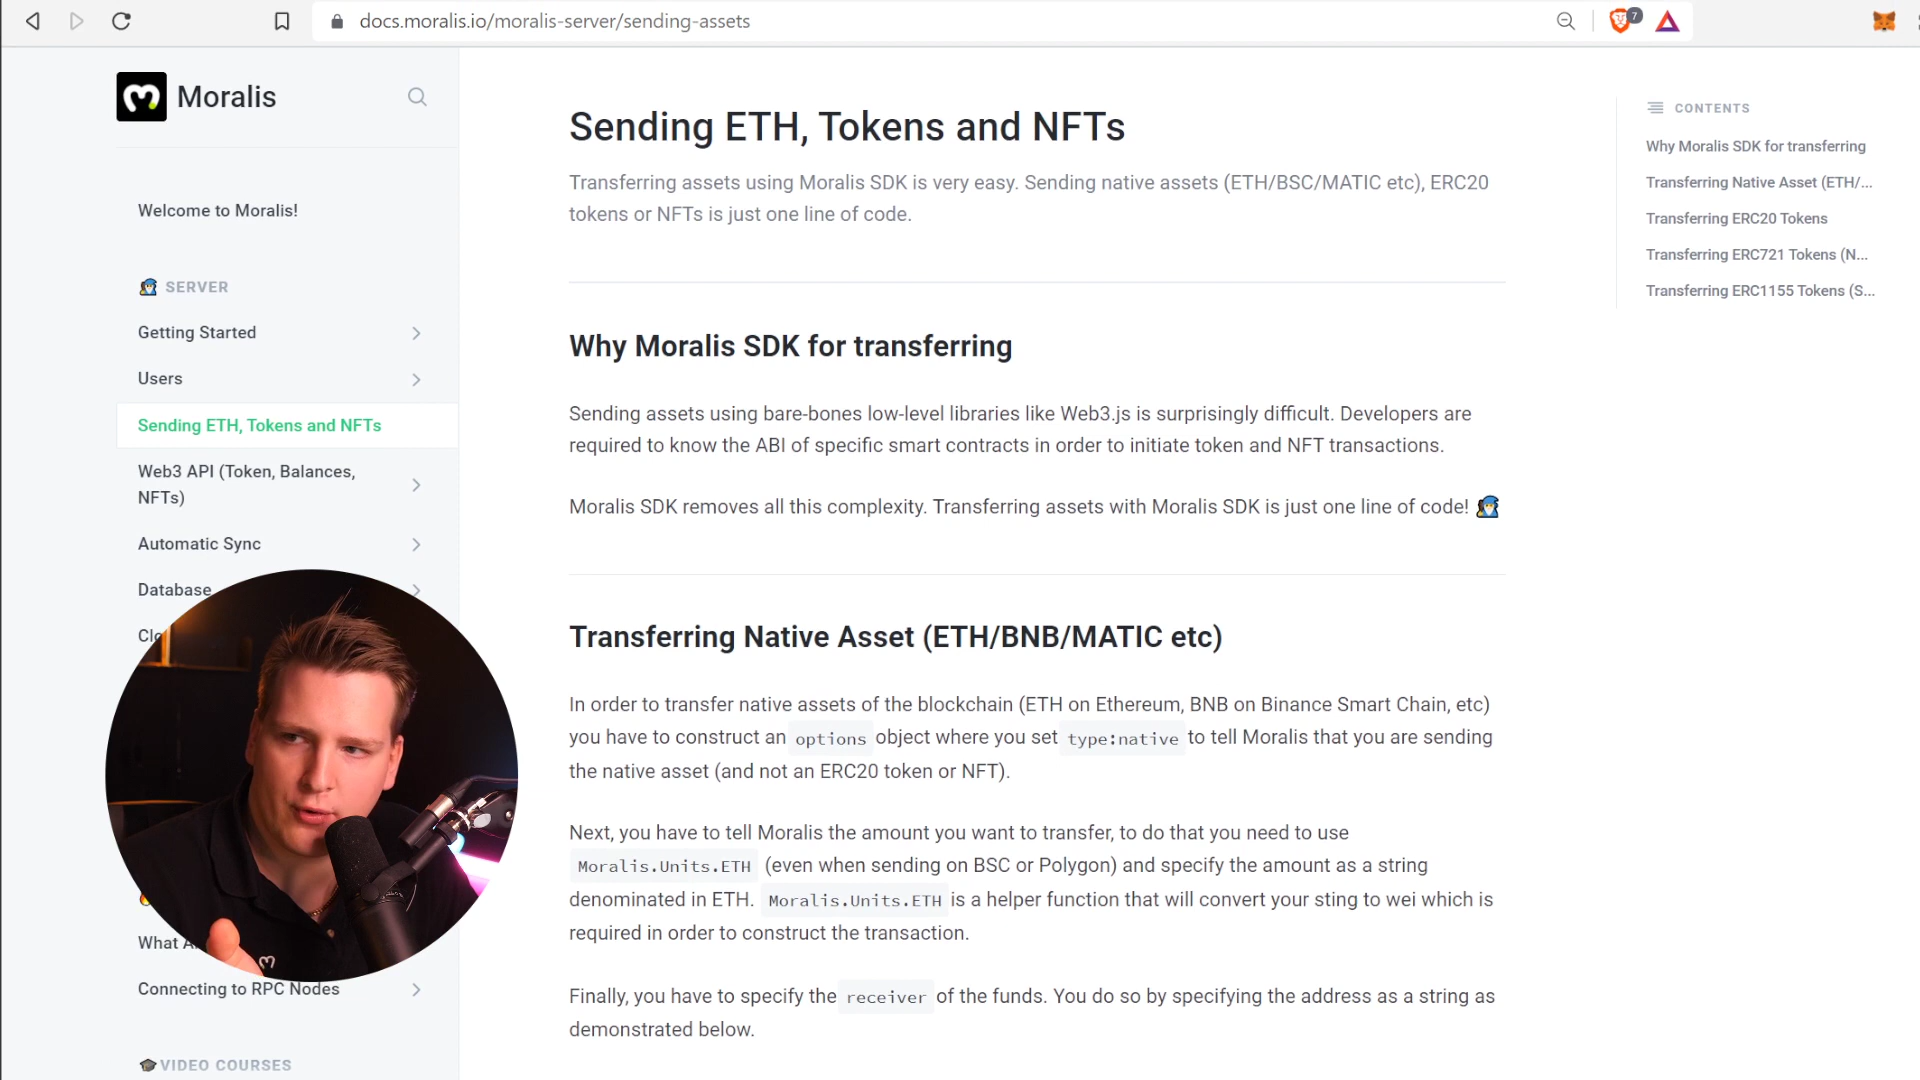 docs.moralis.io/moralis-server/sending-assets
7
Moralis
Welcome to Moralis!
SERVER
Getting Started
Users
Sending ETH, Tokens and NFTs
Web3 API (Token, Balances,
NFTs)
Automatic Sync
Database
What
Connecting to RPC Nodes
VIDEO COURSES
Sending ETH, Tokens and NFTs
Transferring assets using Moralis SDK is very easy. Sending native assets (ETH/BSC/MATIC etc), ERC20
tokens or NFTs is just one line of code.
Why Moralis SDK for transferring
Sending assets using bare-bones low-level libraries like Web3.js is surprisingly difficult. Developers are
required to know the ABI of specific smart contracts in order to initiate token and NFT transactions.
Moralis SDK removes all this complexity. Transferring assets with Moralis SDK is just one line of code!
Transferring Native Asset (ETH/BNB/MATIC etc)
In order to transfer native assets of the blockchain (ETH on Ethereum, BNB on Binance Smart Chain, etc)
you have to construct an options object where you set type:native to tell Moralis that you are sending
the native asset (and not an ERC20 token or NFT).
Next, you have to tell Moralis the amount you want to transfer, to do that you need to use
Moralis.Units.ETH (even when sending on BSC or Polygon) and specify the amount as a string
denominated in ETH. Moralis.Units.ETH is a helper function that will convert your sting to wei which is
required in order to construct the transaction.
Finally, you have to specify the receiver of the funds. You do so by specifying the address as a string as
demonstrated below.
CONTENTS
Why Moralis SDK for transferring
Transferring Native Asset (ETH/...
Transferring ERC20 Tokens
Transferring ERC721 Tokens (N...
Transferring ERC1155 Tokens (S...